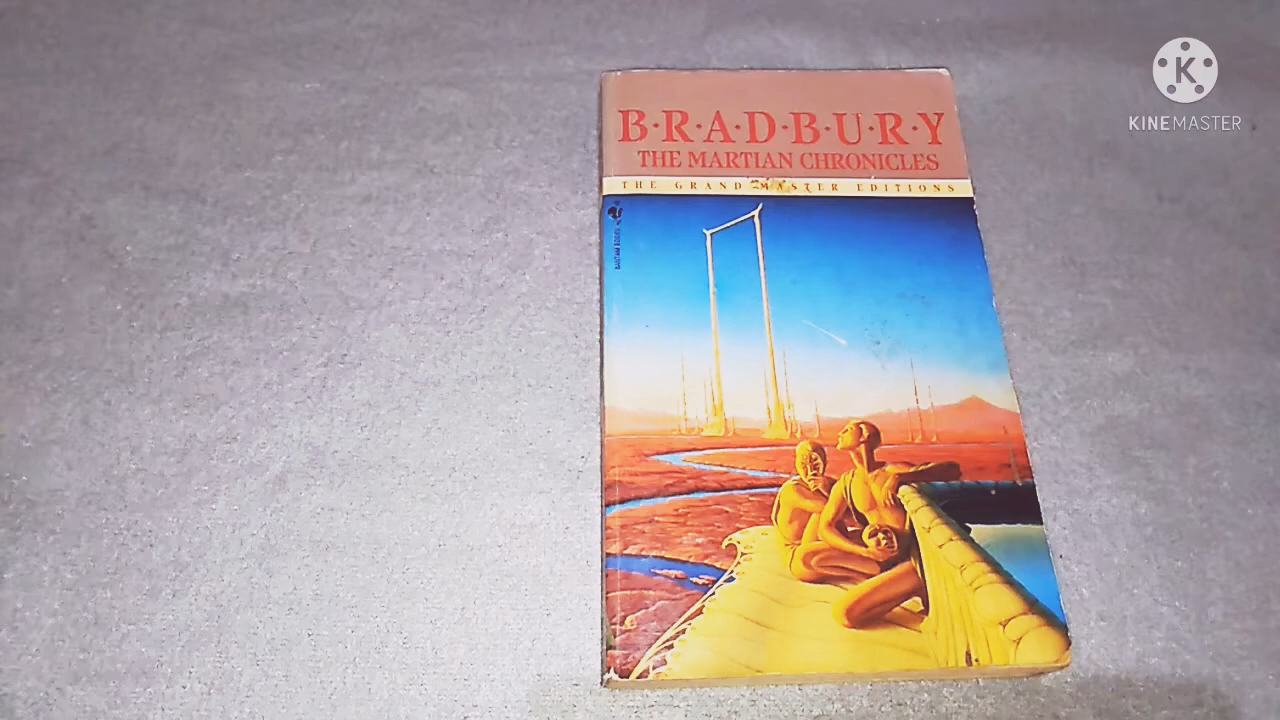 B·R·A·D·B·U·R·Y
THE MARTIAN CHRONICLES
THE GRAND MASTER EDITIONS
K
KINEMASTER